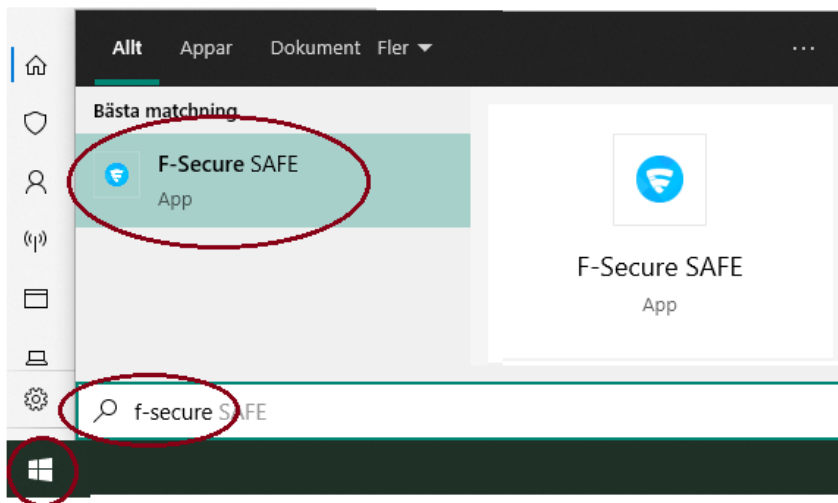 Allt Appar Dokument Fler
Bästa matchning
F-Secure SAFE
App
F-Secure SAFE
App
f-secure SAFE